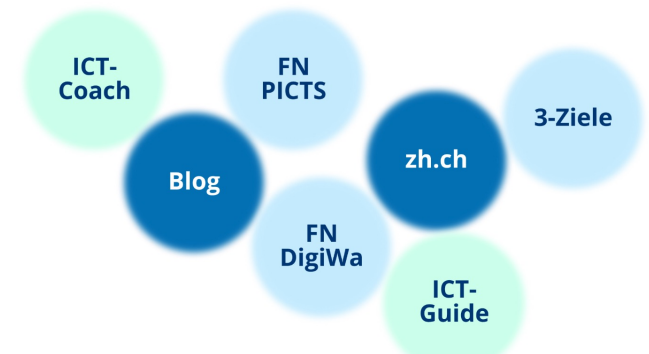 ICT-
Coach
FN
PICTS
3-Ziele
zh.ch
Blog
FN
DigiWa
ICT-
Guide